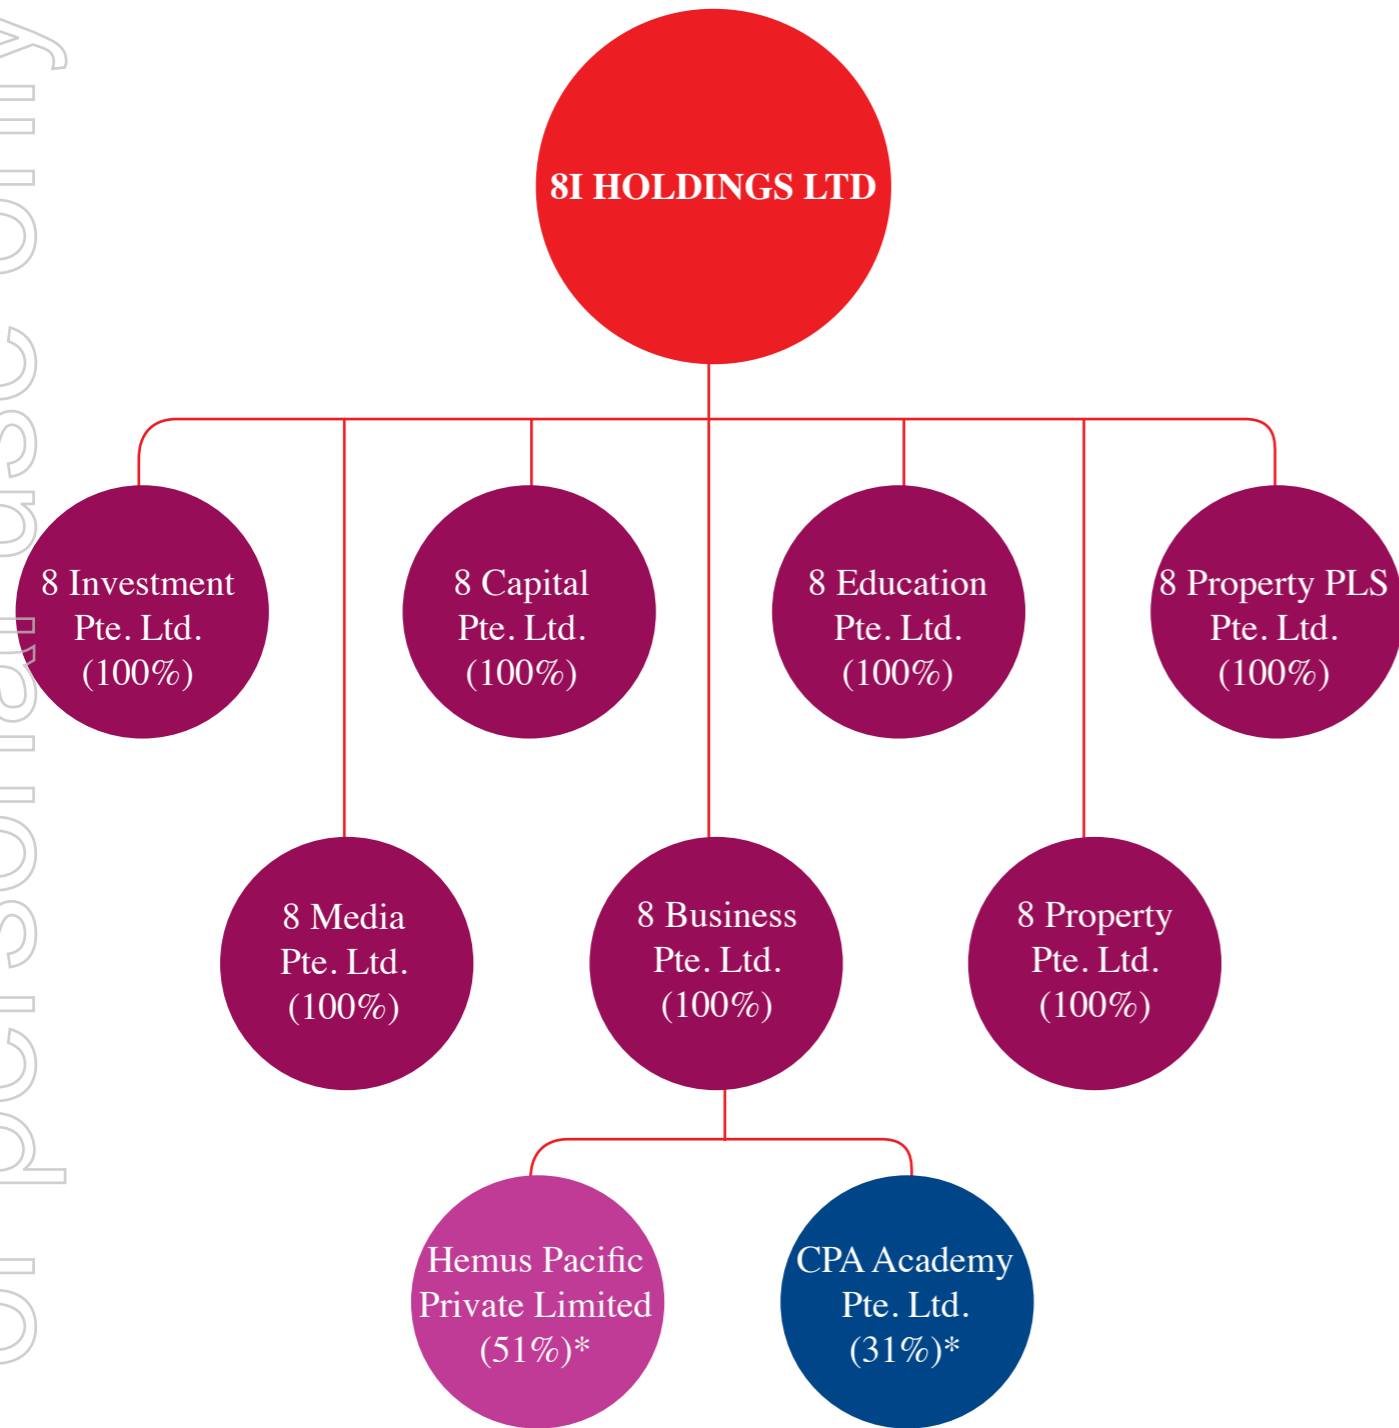 8I HOLDINGS LTD
8 Investment
Pte. Ltd.
(100%)
8 Capital
Pte. Ltd.
(100%)
8 Education
Pte. Ltd.
(100%)
8 Property PLS
Pte. Ltd.
(100%)
8 Media
Pte. Ltd.
(100%)
8 Business
Pte. Ltd.
(100%)
8 Property
Pte. Ltd.
(100%)
Hemus Pacific
Private Limited
(51%)*
CPA Academy
Pte. Ltd.
(31%)*